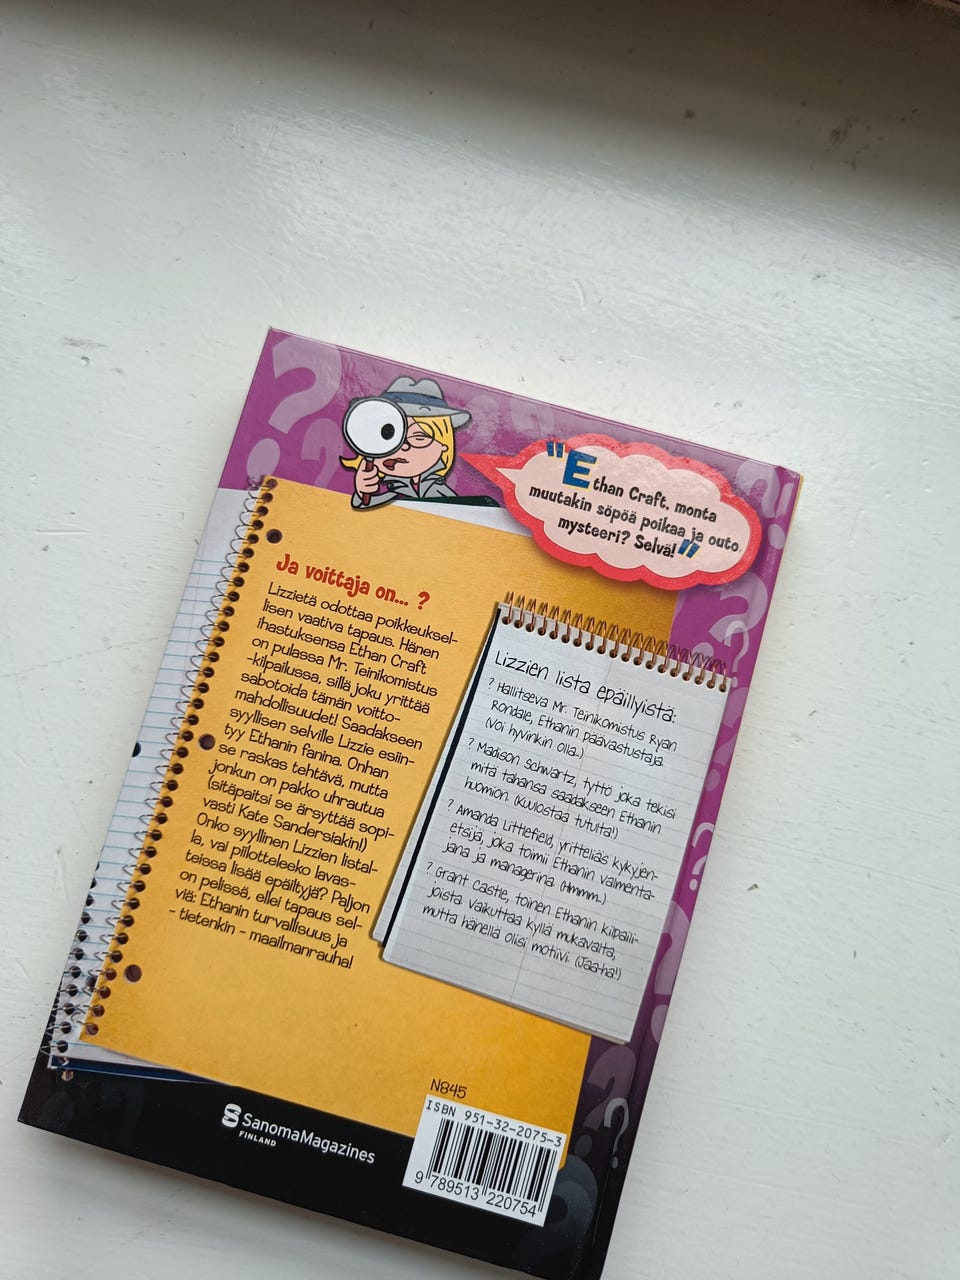 "Ethan Craft, monta
muutakin söpöä poikaa ja outo
mysteeri? Selvä!"
Ja voittaja on... ?
Lizzietä odottaa poikkeuksel-
lisen vaativa tapaus. Hänen
ihastuksensa Ethan Craft
on pulassa Mr. Teinikomistus
-kilpailussa, sillä joku yrittää
sabotoida tämän voitto-
mahdollisuudet! Saadakseen
syyllisen selville Lizzie esiin-
tyy Ethanin fanina. Onhan
se raskas tehtävä, mutta
jonkun on pakko uhrautua
(sitäpaitsi se ärsyttää sopi-
vasti Kate Sandersiakin!)
Onko syyllinen Lizzien listal-
la, vai piilotteleeko lavas-
teissa lisää epäiltyjä? Paljon
on pelissä, ellei tapaus sel-
viä: Ethanin turvallisuus ja
- tietenkin - maailmanrauha!
Lizzien lista epäillyistä:
? Hallitseva Mr. Teinikomistus Ryan
Rondale, Ethanin päävastustaja.
(Voi hyvinkin olla.)
? Madison Schwartz, tyttö joka tekisi
mitä tahansa saadakseen Ethanin
huomion. (Kuulostaa tutulta!)
? Amanda Littlefield, yritteliäs kykyjen-
etsijä, joka toimii Ethanin valmenta-
jana ja managerina. (Hmmm.)
? Grant Castle, toinen Ethanin kilpaili-
joista vaikuttaa kyllä mukavalta,
mutta hänellä olisi motiivi. (Jaa-ha!)
N845
ISBN 951-32-2075-3
9 789513 220754
SanomaMagazines
FINLAND